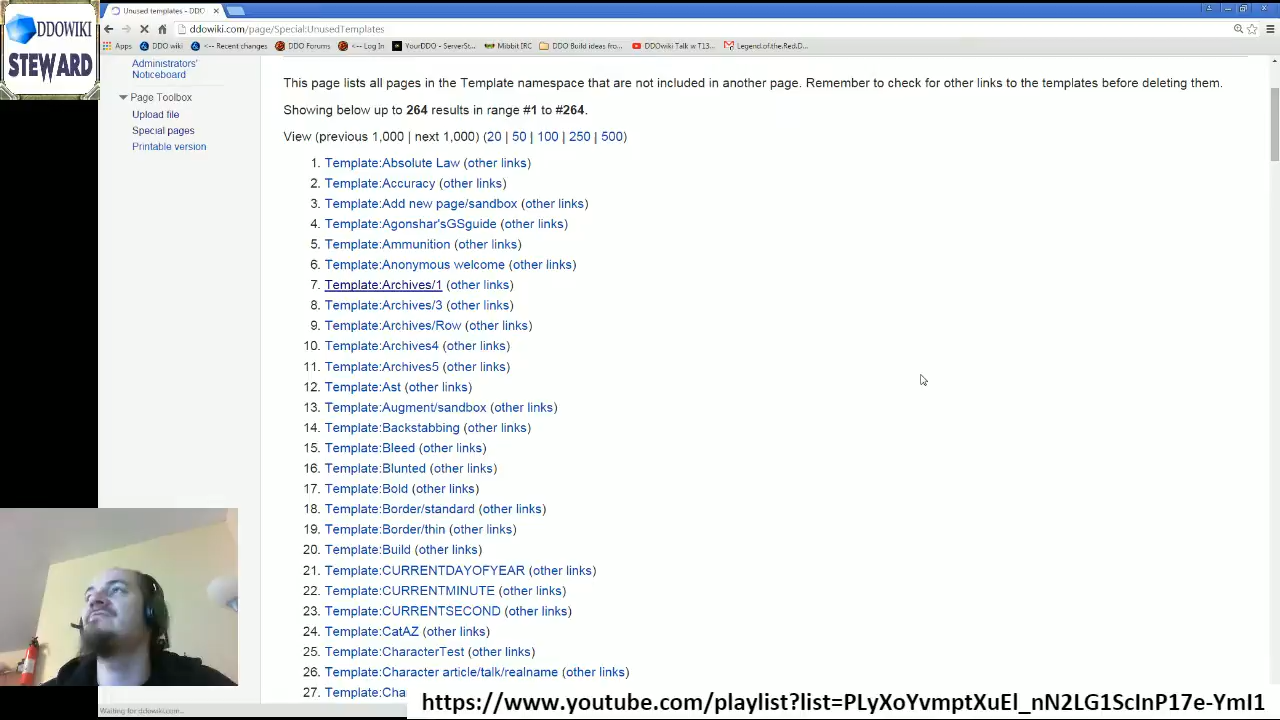 DDOWIKI
STEWARD
Unused templates - DDO
ddowiki.com/page/Special:UnusedTemplates
Apps DDO wiki <-- Recent changes DDO Forums <-- Log In YourDDO - ServerSt... Mibbit IRC DDO Build ideas from... DDOwiki Talk w T13... Legend.of.the.Red.D...
Administrators'
Noticeboard
Page Toolbox
Upload file
Special pages
Printable version
This page lists all pages in the Template namespace that are not included in another page. Remember to check for other links to the templates before deleting them.
Showing below up to 264 results in range #1 to #264.
View (previous 1,000 | next 1,000) (20 | 50 | 100 | 250 | 500)
1. Template:Absolute Law (other links)
2. Template:Accuracy (other links)
3. Template:Add new page/sandbox (other links)
4. Template:Agonshar'sGSguide (other links)
5. Template:Ammunition (other links)
6. Template:Anonymous welcome (other links)
7. Template:Archives/1 (other links)
8. Template:Archives/3 (other links)
9. Template:Archives/Row (other links)
10. Template:Archives4 (other links)
11. Template:Archives5 (other links)
12. Template:Ast (other links)
13. Template:Augment/sandbox (other links)
14. Template:Backstabbing (other links)
15. Template:Bleed (other links)
16. Template:Blunted (other links)
17. Template:Bold (other links)
18. Template:Border/standard (other links)
19. Template:Border/thin (other links)
20. Template:Build (other links)
21. Template:CURRENTDAYOFYEAR (other links)
22. Template:CURRENTMINUTE (other links)
23. Template:CURRENTSECOND (other links)
24. Template:CatAZ (other links)
25. Template:CharacterTest (other links)
26. Template:Character article/talk/realname (other links)
27. Template:Cha
Waiting for ddowiki.com...
https://www.youtube.com/playlist?list=PLyXoYvmptXuEl_nN2LG1ScInP17e-YmI1